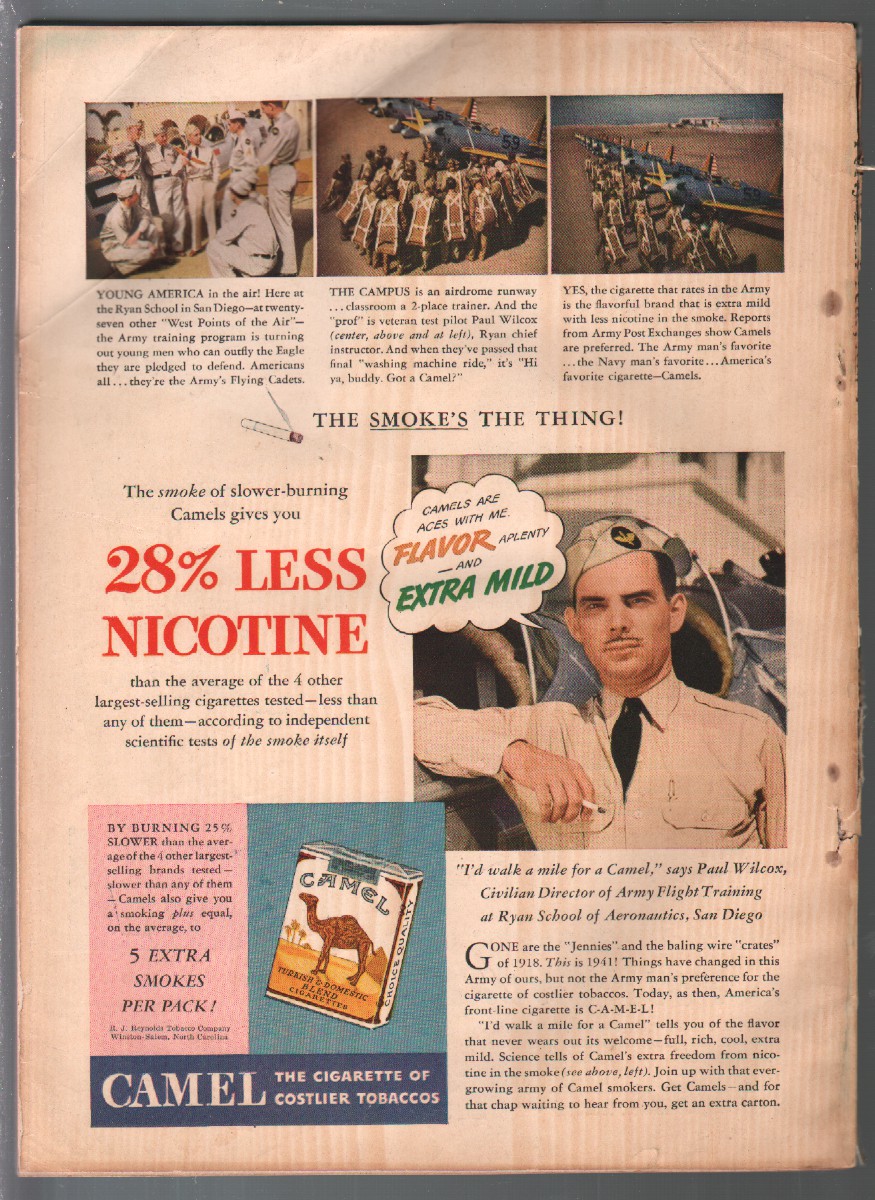 YOUNG AMERICA in the air! Here at
the Ryan School in San Diego—at twenty-
seven other "West Points of the Air"—
the Army training program is turning
out young men who can outfly the Eagle
they are pledged to defend. Americans
all...they're the Army's Flying Cadets.
THE CAMPUS is an airdrome runway
...classroom a 2-place trainer. And the
"prof" is veteran test pilot Paul Wilcox
(center, above and at left), Ryan chief
instructor. And when they've passed that
final "washing machine ride," it's "Hi
ya, buddy. Got a Camel?"
YES, the cigarette that rates in the Army
is the flavorful brand that is extra mild
with less nicotine in the smoke. Reports
from Army Post Exchanges show Camels
are preferred. The Army man's favorite
...the Navy man's favorite...America's
favorite cigarette—Camels.
59
THE SMOKE'S THE THING!
The smoke of slower-burning
Camels gives you
28% LESS
NICOTINE
than the average of the 4 other
largest-selling cigarettes tested—less than
any of them—according to independent
scientific tests of the smoke itself
CAMELS ARE
ACES WITH ME.
FLAVOR APLENTY
—AND
EXTRA MILD
BY BURNING 25%
SLOWER than the aver-
age of the 4 other largest-
selling brands tested—
slower than any of them
—Camels also give you
a smoking plus equal,
on the average, to
5 EXTRA
SMOKES
PER PACK!
R. J. Reynolds Tobacco Company
Winston-Salem, North Carolina
CAMEL
TURKISH & DOMESTIC
BLEND
CIGARETTES
CHOICE QUALITY
CAMEL THE CIGARETTE OF
COSTLIER TOBACCOS
"I'd walk a mile for a Camel," says Paul Wilcox,
Civilian Director of Army Flight Training
at Ryan School of Aeronautics, San Diego
GONE are the "Jennies" and the baling wire "crates"
of 1918. This is 1941! Things have changed in this
Army of ours, but not the Army man's preference for the
cigarette of costlier tobaccos. Today, as then, America's
front-line cigarette is C-A-M-E-L!
"I'd walk a mile for a Camel" tells you of the flavor
that never wears out its welcome—full, rich, cool, extra
mild. Science tells of Camel's extra freedom from nico-
tine in the smoke (see above, left). Join up with that ever-
growing army of Camel smokers. Get Camels—and for
that chap waiting to hear from you, get an extra carton.